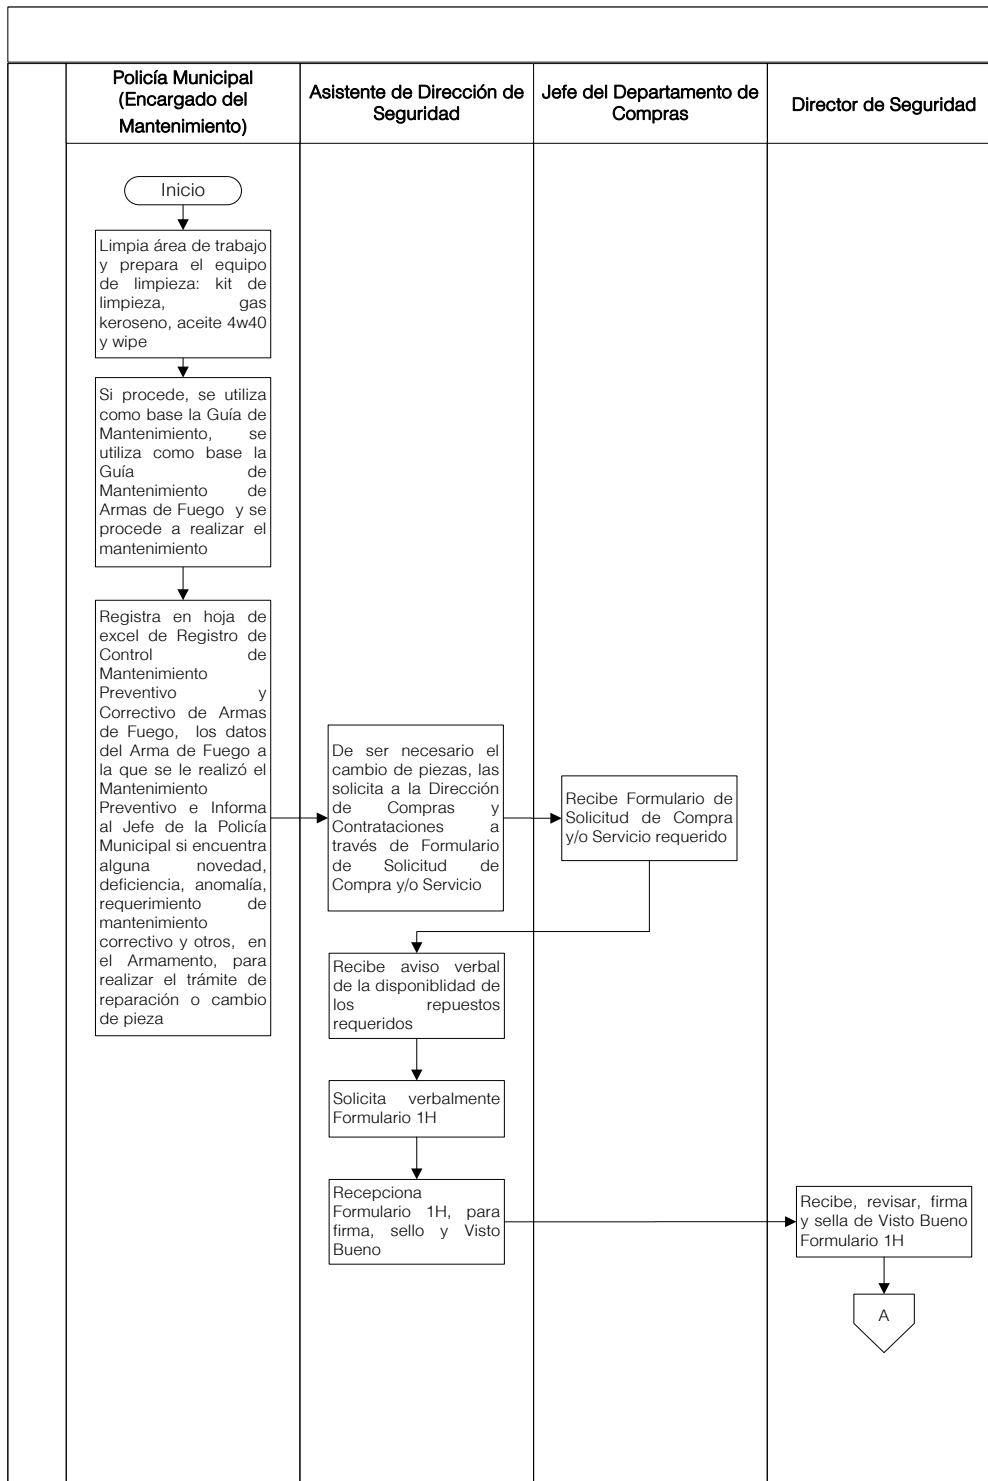 Policía Municipal
(Encargado del
Mantenimiento)
Asistente de Dirección de
Seguridad
Jefe del Departamento de
Compras
Director de Seguridad
Inicio
Limpia área de trabajo
y prepara el equipo
de limpieza: kit de
limpieza, gas
keroseno, aceite 4w40
y wipe
Si procede, se utiliza
como base la Guía de
Mantenimiento, se
utiliza como base la
Guía de
Mantenimiento de
Armas de Fuego y se
procede a realizar el
mantenimiento
Registra en hoja de
excel de Registro de
Control de
Mantenimiento
Preventivo y
Correctivo de Armas
de Fuego, los datos
del Arma de Fuego a
la que se le realizó el
Mantenimiento
Preventivo e Informa
al Jefe de la Policía
Municipal si encuentra
alguna novedad,
deficiencia, anomalía,
requerimiento de
mantenimiento
correctivo y otros, en
el Armamento, para
realizar el trámite de
reparación o cambio
de pieza
De ser necesario el
cambio de piezas, las
solicita a la Dirección
de Compras y
Contrataciones a
través de Formulario
de Solicitud de
Compra y/o Servicio
Recibe Formulario de
Solicitud de Compra
y/o Servicio requerido
Recibe aviso verbal
de la disponiblidad de
los repuestos
requeridos
Solicita verbalmente
Formulario 1H
Recepciona
Formulario 1H, para
firma, sello y Visto
Bueno
Recibe, revisar, firma
y sella de Visto Bueno
Formulario 1H
A